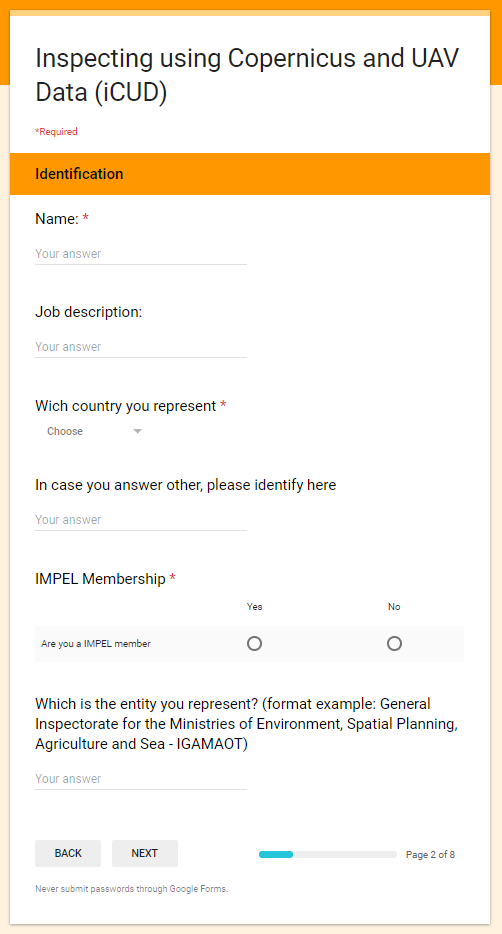 Inspecting using Copernicus and UAV
Data (iCUD)
*Required
Identification
Name: *
Your answer
Job description:
Your answer
Wich country you represent *
Choose
In case you answer other, please identify here
Your answer
IMPEL Membership *
Yes No
Are you a IMPEL member
Which is the entity you represent? (format example: General
Inspectorate for the Ministries of Environment, Spatial Planning,
Agriculture and Sea - IGAMAOT)
Your answer
BACK NEXT Page 2 of 8
Never submit passwords through Google Forms.